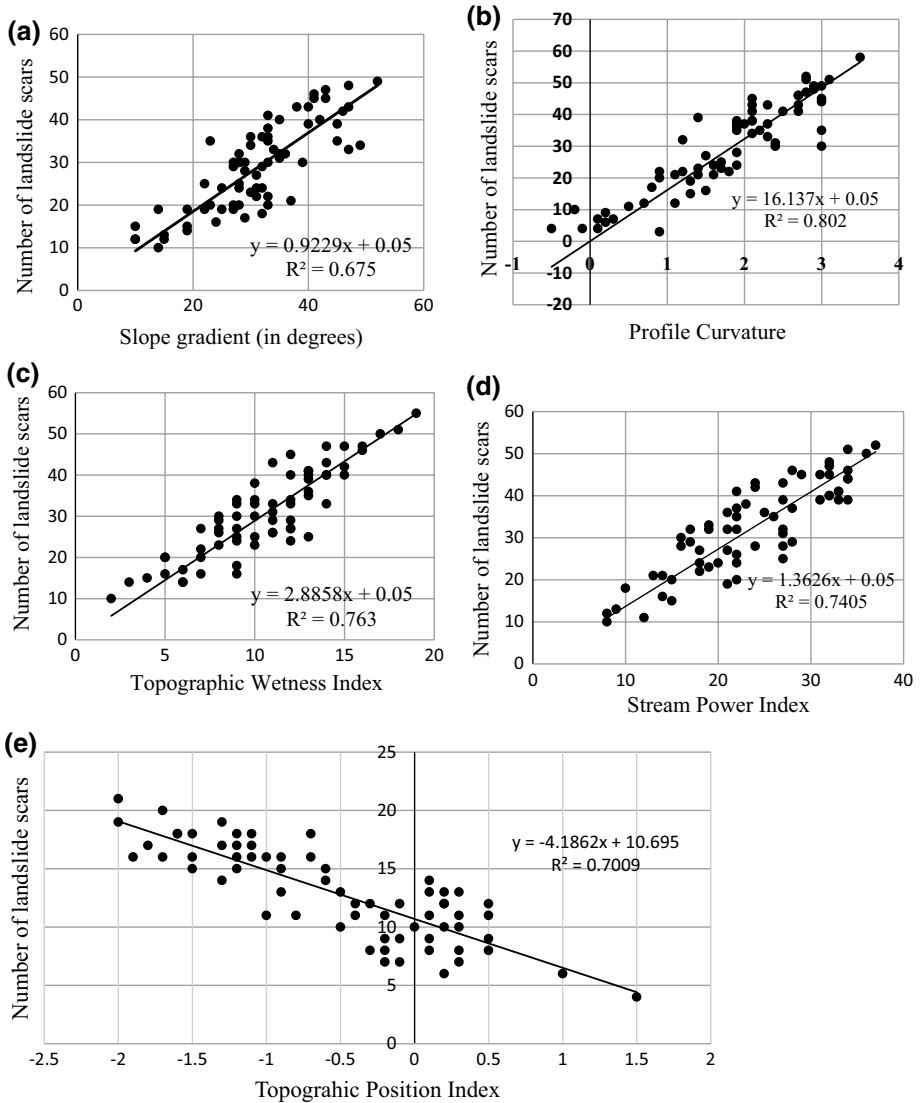 (a)
Number of landslide scars
60
50
40
30
20
10
0
y = 0.9229x + 0.05
R² = 0.675
0 20 40 60
Slope gradient (in degrees)
(b)
Number of landslide scars
70
60
50
40
30
20
10
0
-10
-20
y = 16.137x + 0.05
R² = 0.802
-1 0 1 2 3 4
Profile Curvature
(c)
Number of landslide scars
60
50
40
30
20
10
0
y = 2.8858x + 0.05
R² = 0.763
0 5 10 15 20
Topographic Wetness Index
(d)
Number of landslide scars
60
50
40
30
20
10
0
y = 1.3626x + 0.05
R² = 0.7405
0 10 20 30 40
Stream Power Index
(e)
Number of landslide scars
25
20
15
10
5
0
y = -4.1862x + 10.695
R² = 0.7009
-2.5 -2 -1.5 -1 -0.5 0 0.5 1 1.5 2
Topograhic Position Index